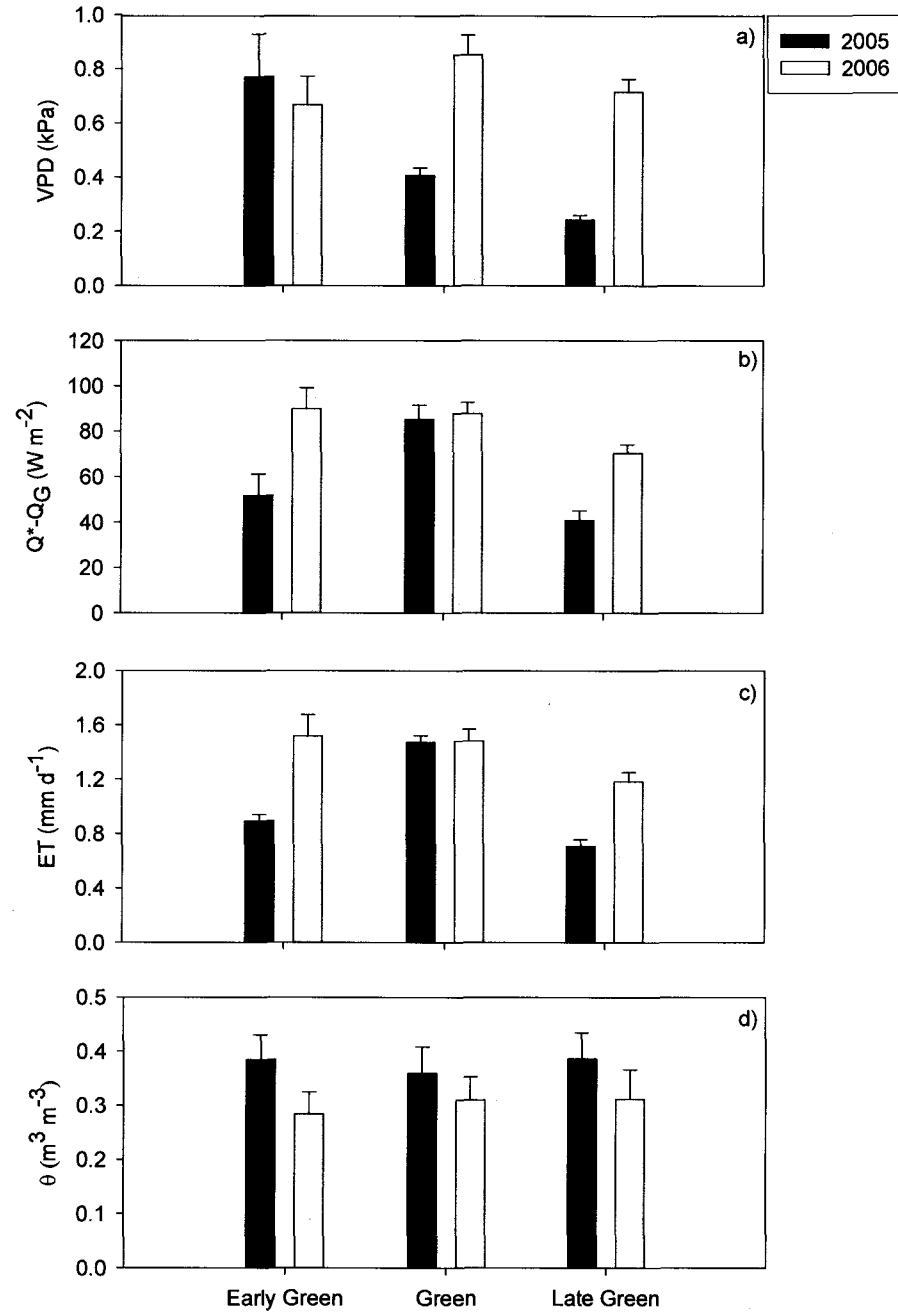 a)
2005
2006
1.0
0.8
0.6
0.4
0.2
0.0
VPD (kPa)
b)
120
100
80
60
40
20
0
Q*-QG (W m-2)
c)
2.0
1.6
1.2
0.8
0.4
0.0
ET (mm d-1)
d)
0.5
0.4
0.3
0.2
0.1
0.0
θ (m3 m-3)
Early Green
Green
Late Green